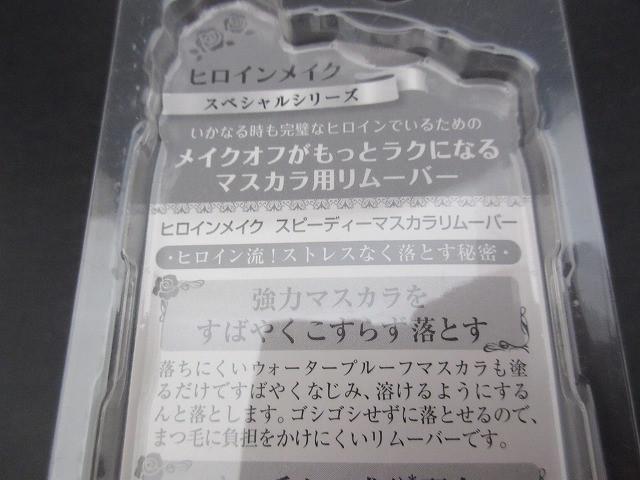 ヒロインメイク
スペシャルシリーズ
いかなる時も完璧なヒロインでいるための
メイクオフがもっとラクになる
マスカラ用リムーバー
ヒロインメイク スピーディーマスカラリムーバー
・ヒロイン流！ストレスなく落とす秘密・
強力マスカラを
すばやくこすらず落とす
落ちにくいウォータープルーフマスカラも塗
るだけですばやくなじみ、溶けるようにする
んと落とします。ゴシゴシせずに落とせるので、
まつ毛に負担をかけにくいリムーバーです。